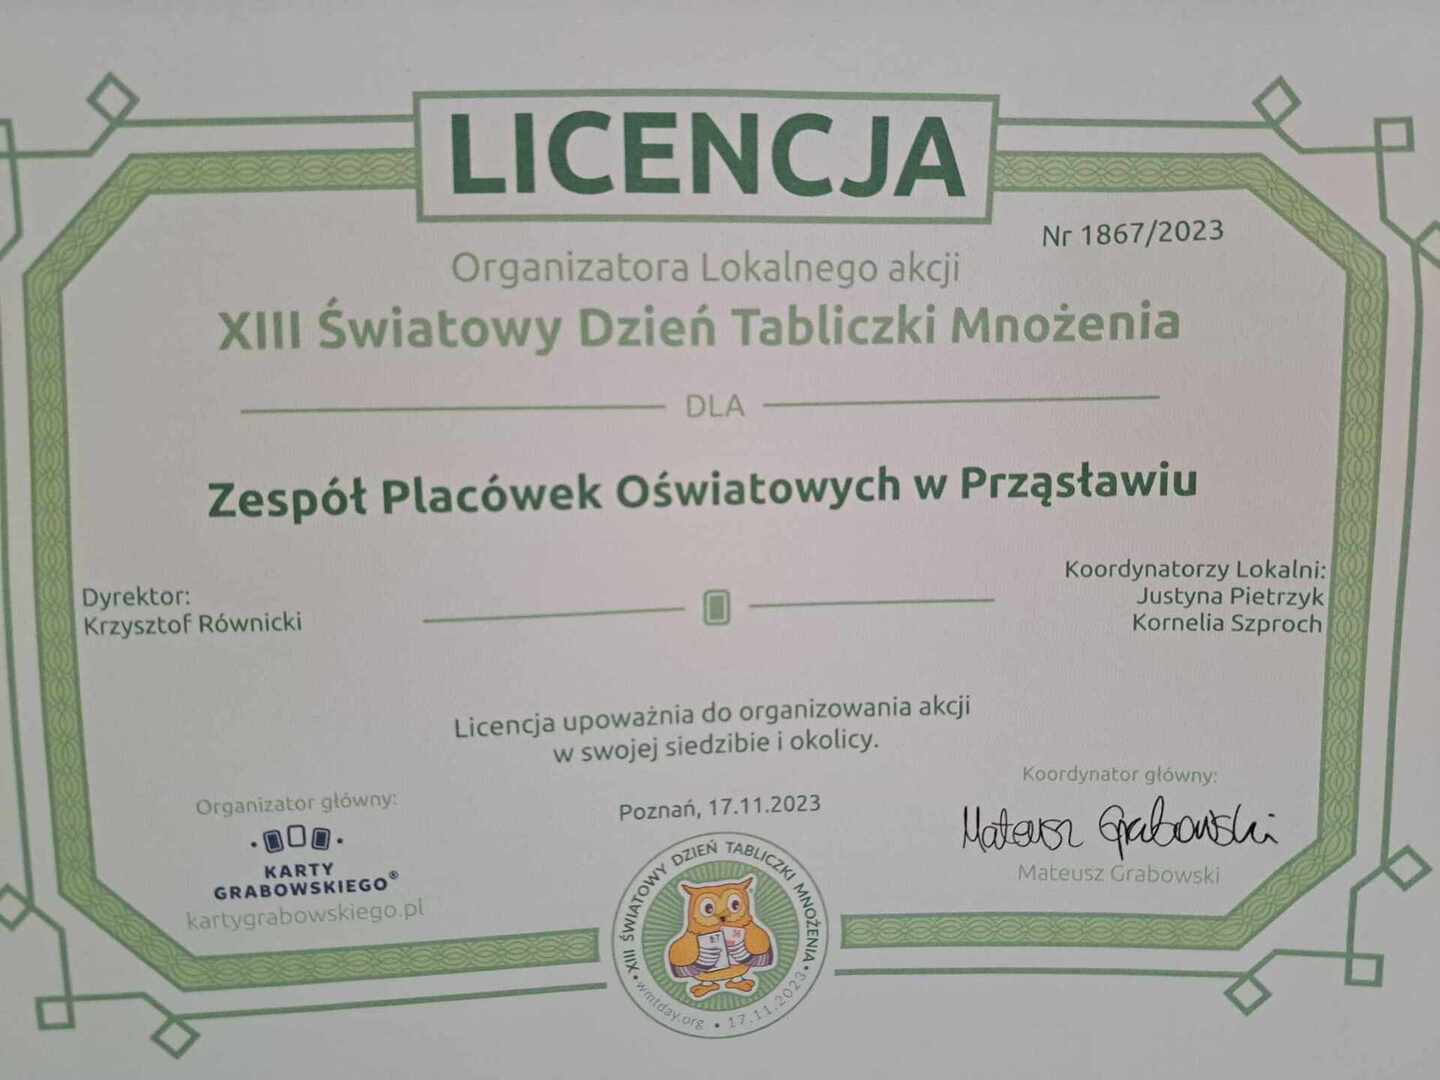 LICENCJA
Nr 1867/2023
Organizatora Lokalnego akcji
XIII Światowy Dzień Tabliczki Mnożenia
DLA
Zespół Placówek Oświatowych w Prząsławiu
Dyrektor:
Krzysztof Równicki
Koordynatorzy Lokalni:
Justyna Pietrzyk
Kornelia Szproch
Licencja upoważnia do organizowania akcji
w swojej siedzibie i okolicy.
Organizator główny:
KARTY
GRABOWSKIEGO®
kartygrabowskiego.pl
Poznań, 17.11.2023
Koordynator główny:
Mateusz Grabowski
Mateusz Grabowski
• XIII ŚWIATOWY DZIEŃ TABLICZKI MNOŻENIA •
wmtday.org • 17.11.2023
8.7 56